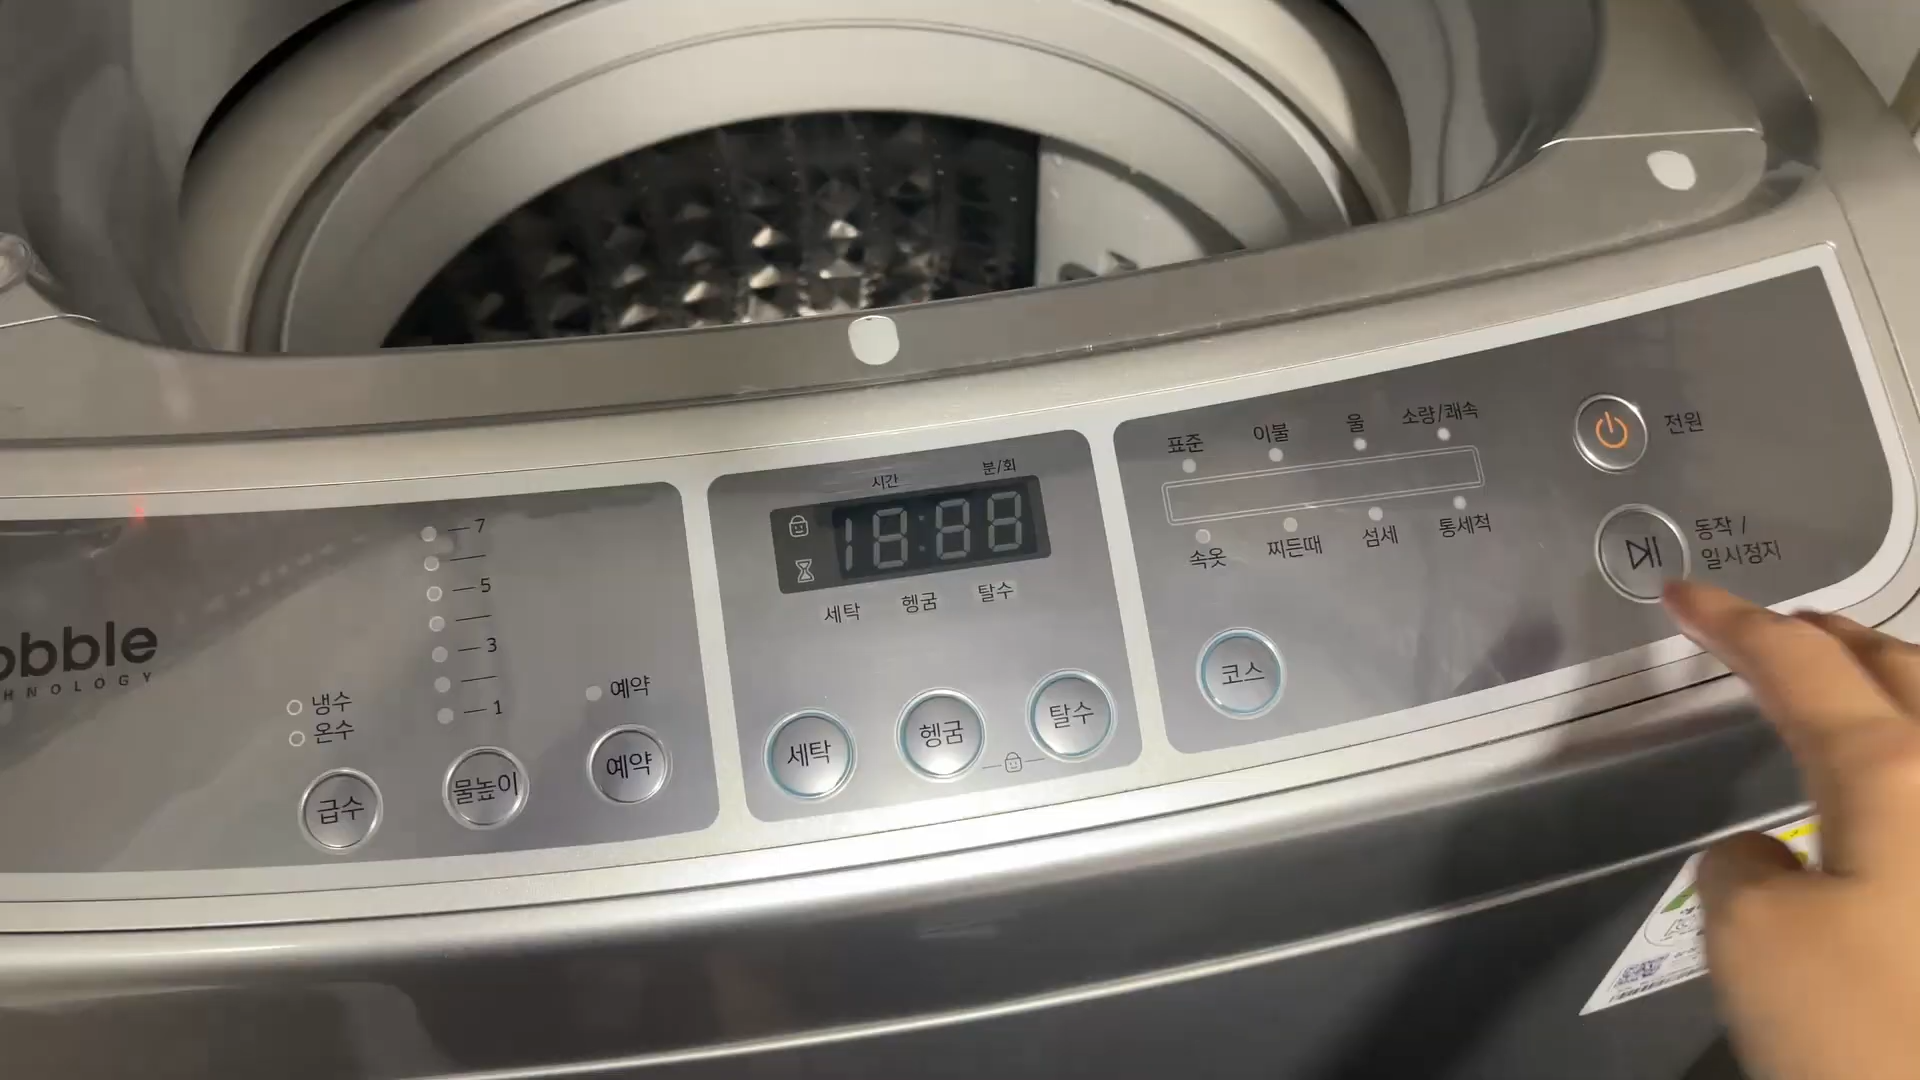 표준
이불
울
소량/쾌속
전원
시간
분/회
18:88
속옷
찌든때
섬세
통세척
동작 /
일시정지
7
5
3
1
세탁
헹굼
탈수
obble
HNOLOGY
냉수
온수
예약
급수
물높이
예약
세탁
헹굼
탈수
코스